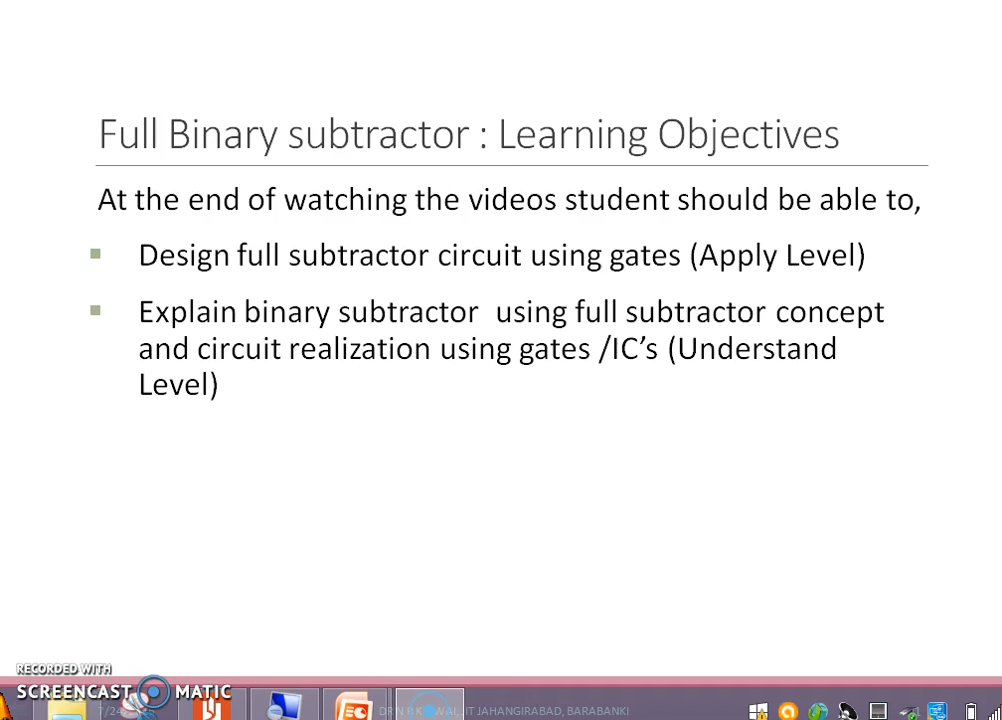 Full Binary subtractor : Learning Objectives
At the end of watching the videos student should be able to,
Design full subtractor circuit using gates (Apply Level)
Explain binary subtractor using full subtractor concept
and circuit realization using gates /IC's (Understand
Level)
RECORDED WITH
SCREENCAST MATIC
JAHANGIRABAD, BARABANKI